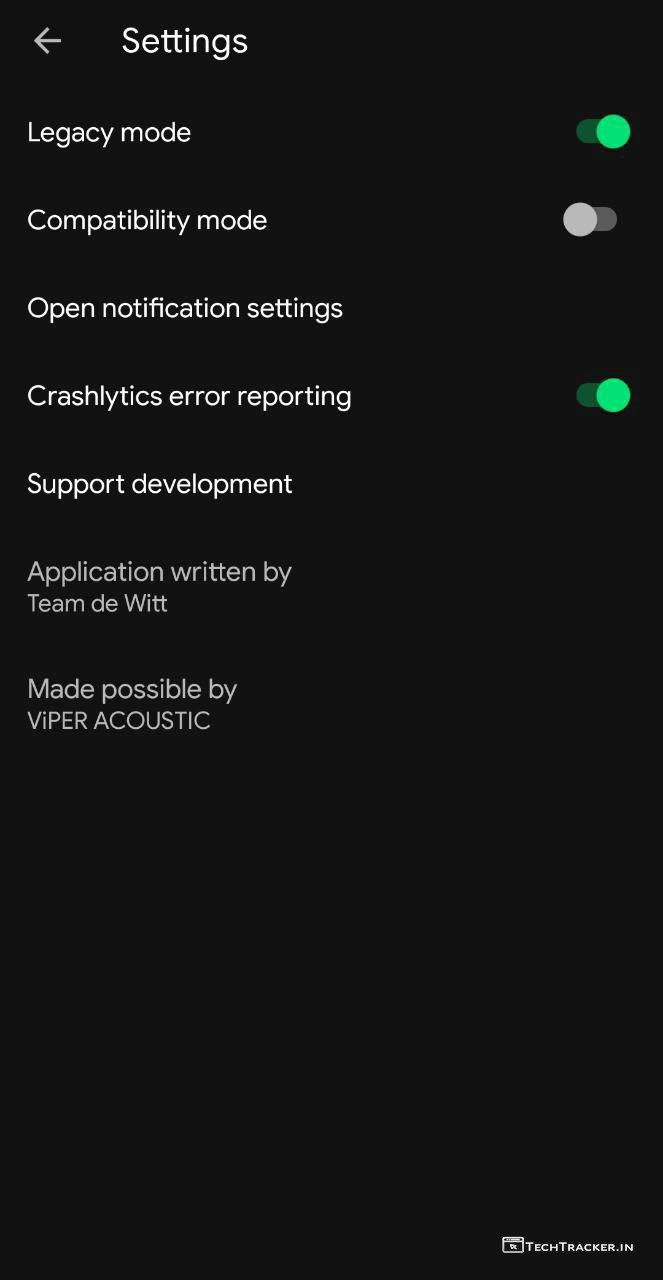 Settings
Legacy mode
Compatibility mode
Open notification settings
Crashlytics error reporting
Support development
Application written by
Team de Witt
Made possible by
ViPER ACOUSTIC
TechTracker.in